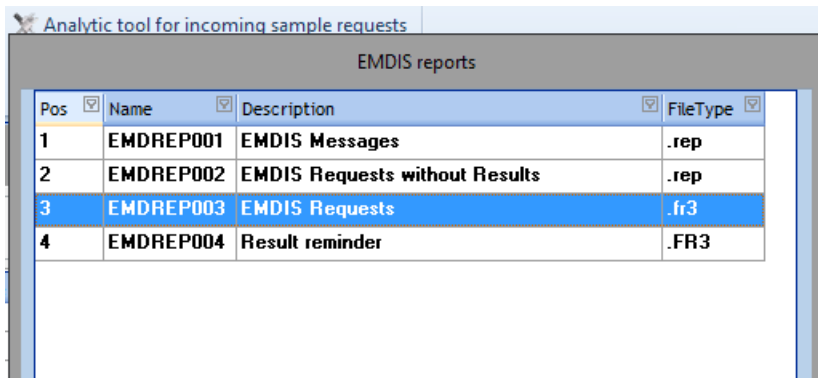 Analytic tool for incoming sample requests
EMDIS reports
Pos Name Description FileType
1 EMDREP001 EMDIS Messages .rep
2 EMDREP002 EMDIS Requests without Results .rep
3 EMDREP003 EMDIS Requests .fr3
4 EMDREP004 Result reminder .FR3